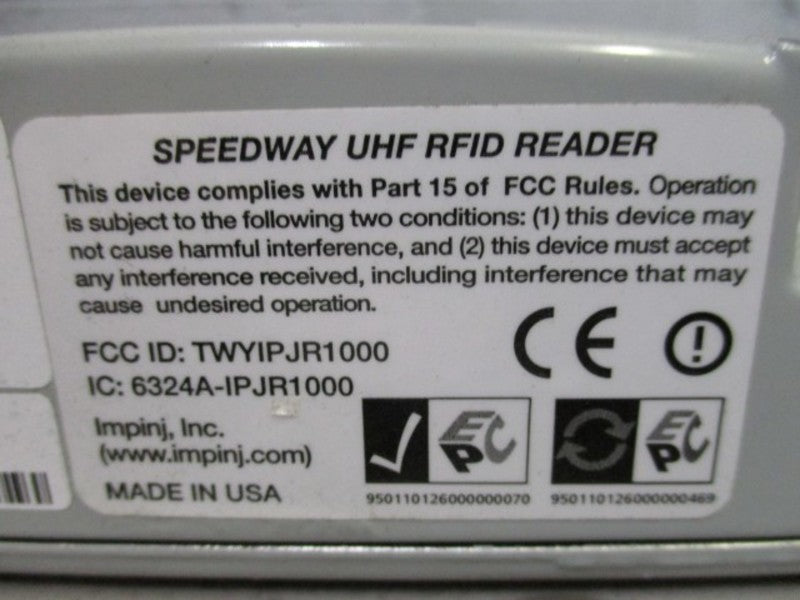 SPEEDWAY UHF RFID READER
This device complies with Part 15 of FCC Rules. Operation
is subject to the following two conditions: (1) this device may
not cause harmful interference, and (2) this device must accept
any interference received, including interference that may
cause undesired operation.
FCC ID: TWYIPJR1000
IC: 6324A-IPJR1000
CE
Impinj, Inc.
(www.impinj.com)
MADE IN USA
EPC EPC
950110126000000070 950110126000000469